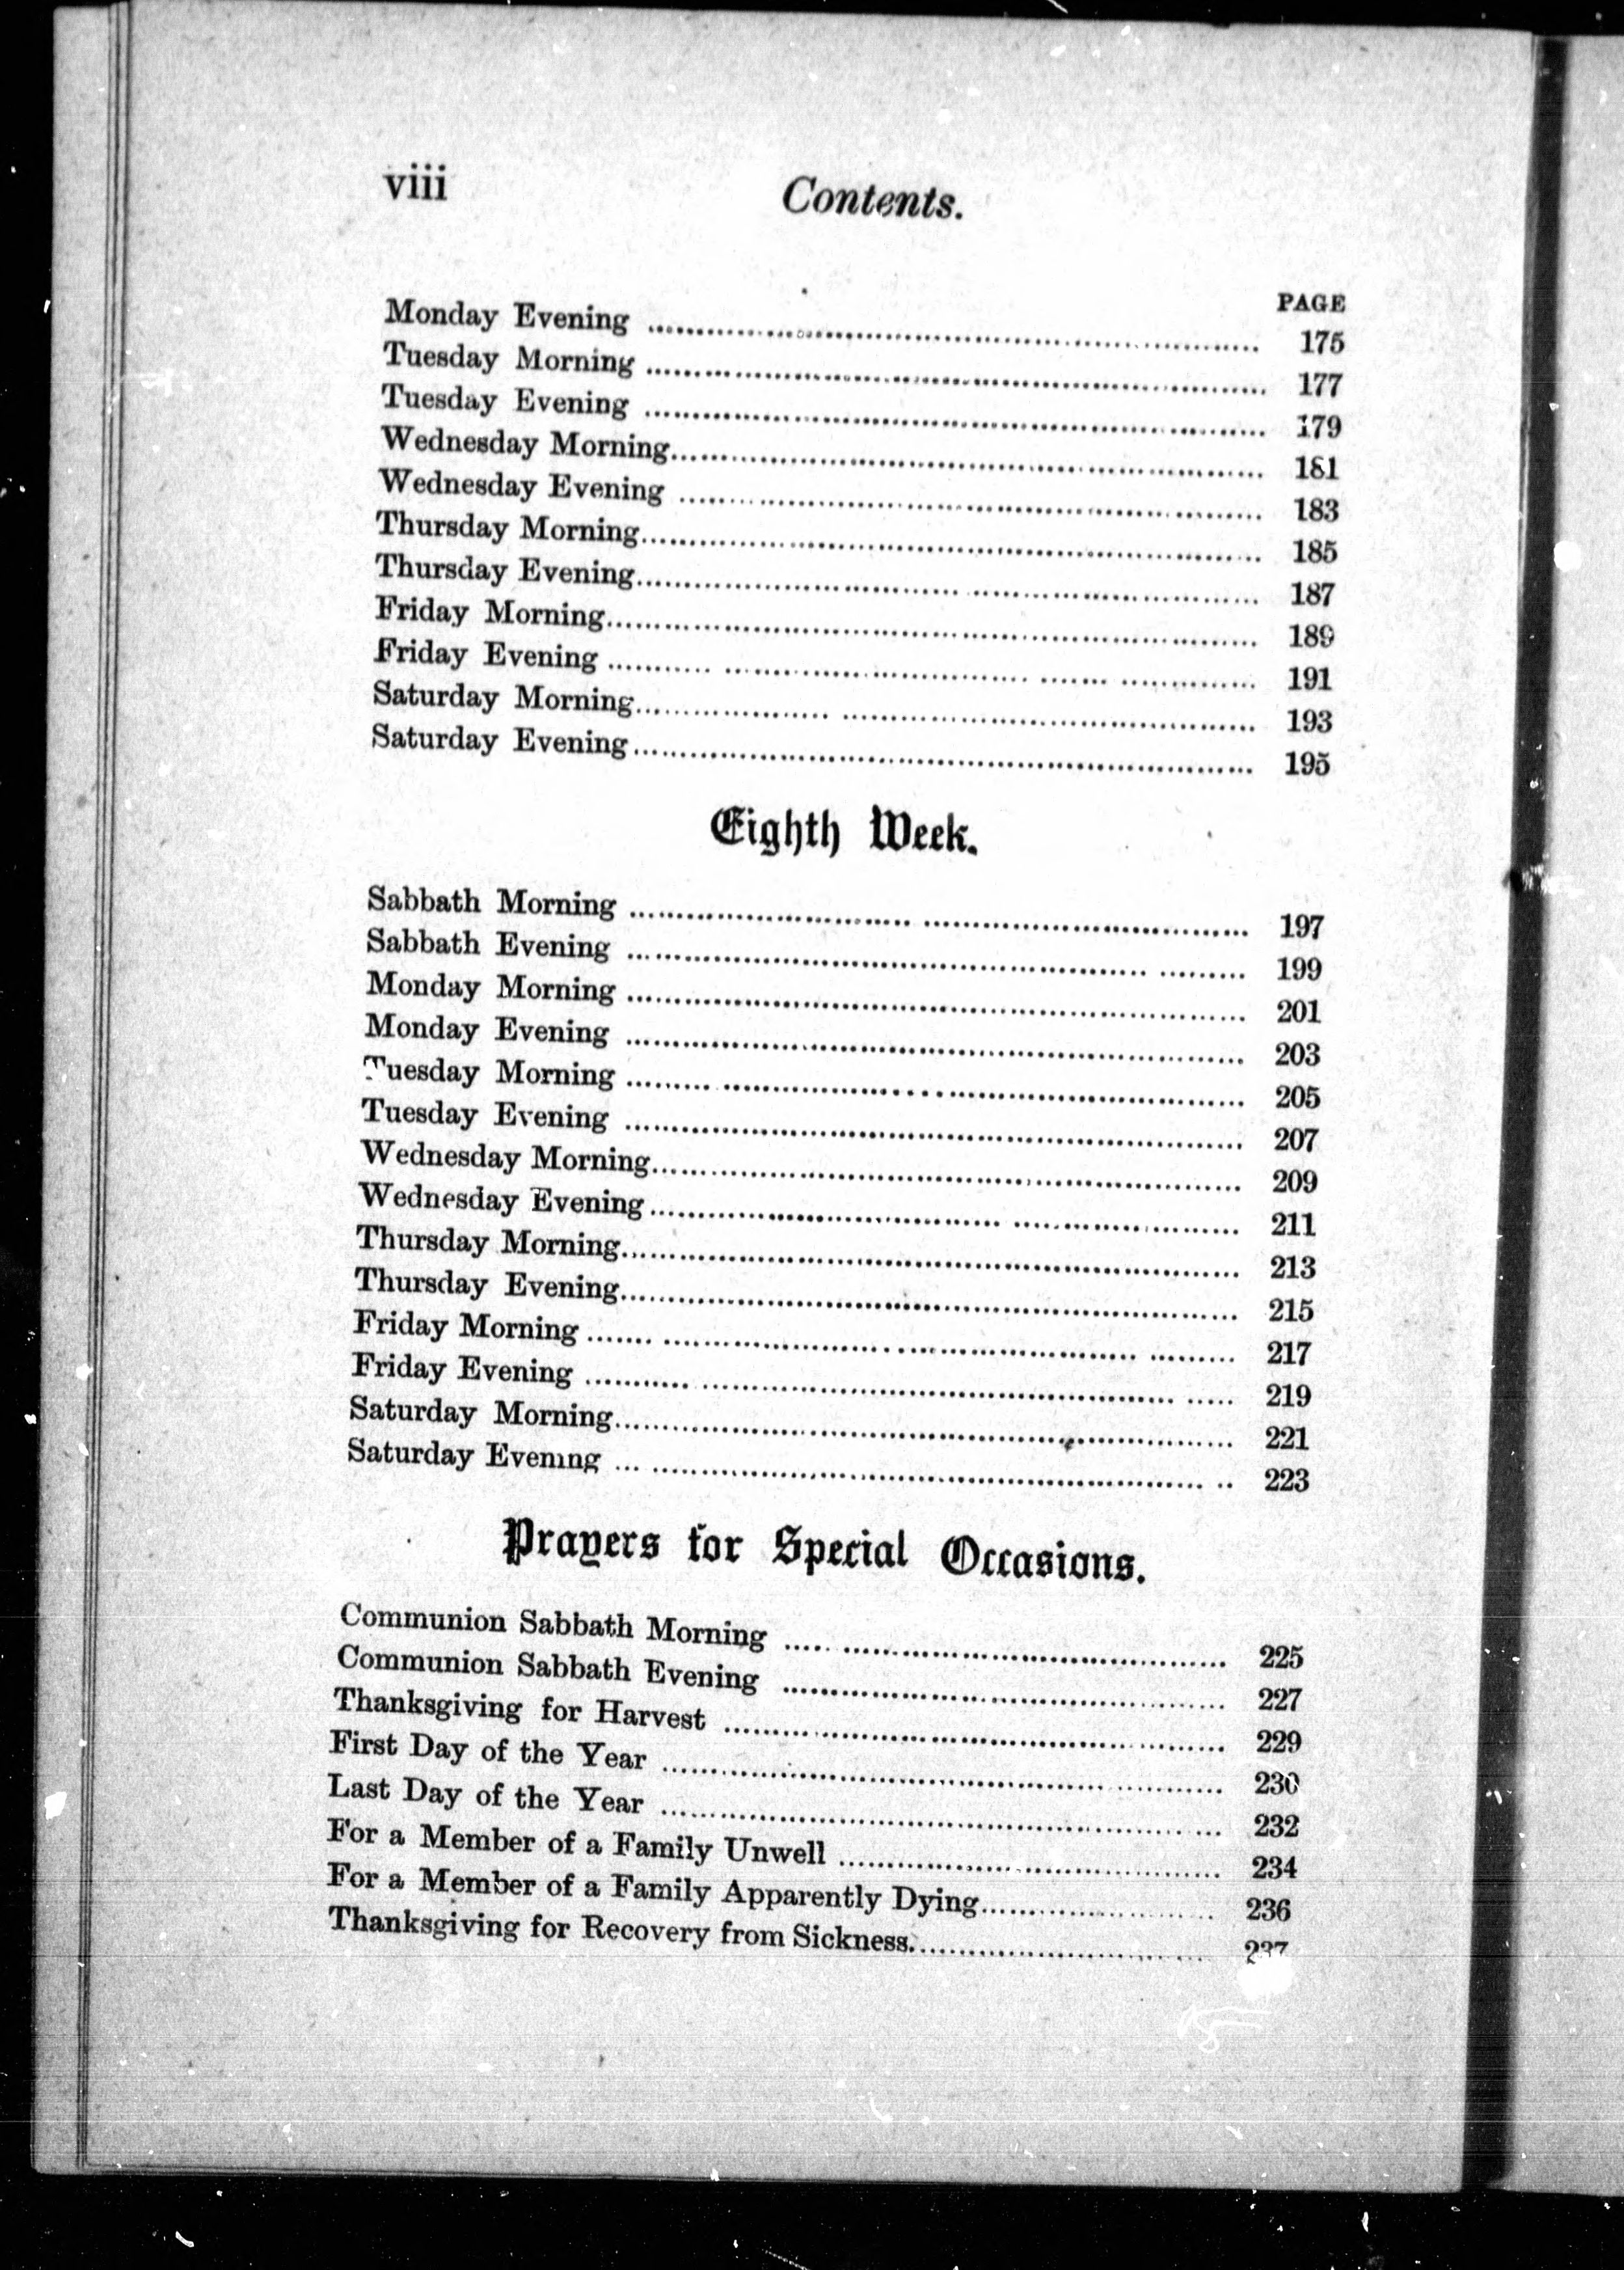 viii Contents.
PAGE
Monday Evening ........ 175
Tuesday Morning ........ 177
Tuesday Evening ........ 179
Wednesday Morning ........ 181
Wednesday Evening ........ 183
Thursday Morning ........ 185
Thursday Evening ........ 187
Friday Morning ........ 189
Friday Evening ........ 191
Saturday Morning ........ 193
Saturday Evening ........ 195
Eighth Week.
Sabbath Morning ........ 197
Sabbath Evening ........ 199
Monday Morning ........ 201
Monday Evening ........ 203
Tuesday Morning ........ 205
Tuesday Evening ........ 207
Wednesday Morning ........ 209
Wednesday Evening ........ 211
Thursday Morning ........ 213
Thursday Evening ........ 215
Friday Morning ........ 217
Friday Evening ........ 219
Saturday Morning ........ 221
Saturday Evening ........ 223
Prayers for Special Occasions.
Communion Sabbath Morning ........ 225
Communion Sabbath Evening ........ 227
Thanksgiving for Harvest ........ 229
First Day of the Year ........ 230
Last Day of the Year ........ 232
For a Member of a Family Unwell ........ 234
For a Member of a Family Apparently Dying ........ 236
Thanksgiving for Recovery from Sickness ........ 237